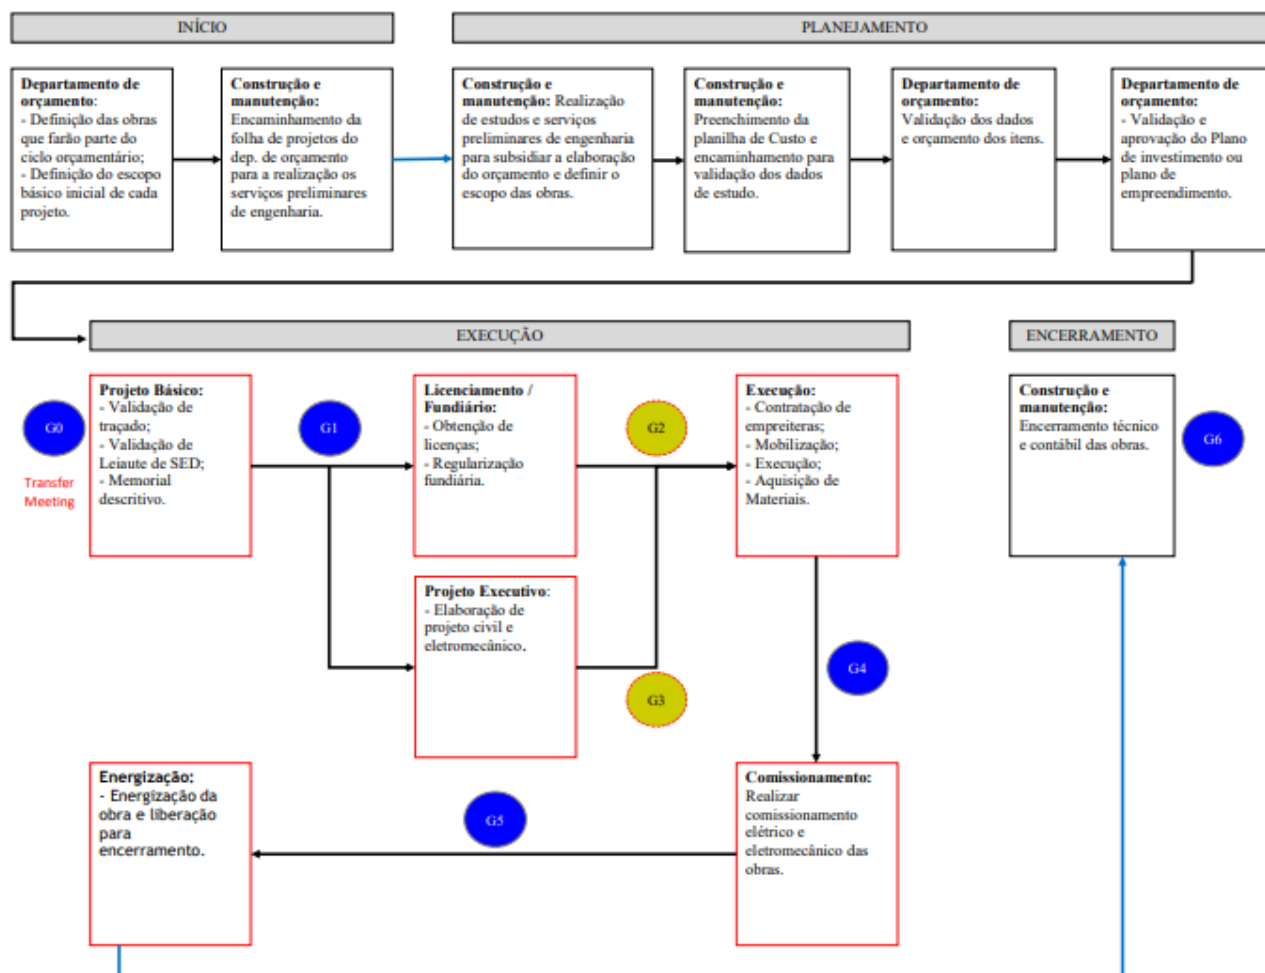 INÍCIO
PLANEJAMENTO
Departamento de
orçamento:
- Definição das obras
que farão parte do
ciclo orçamentário;
- Definição do escopo
básico inicial de cada
projeto.
Construção e
manutenção:
Encaminhamento da
folha de projetos do
dep. de orçamento
para a realização os
serviços preliminares
de engenharia.
Construção e
manutenção: Realização
de estudos e serviços
preliminares de engenharia
para subsidiar a elaboração
do orçamento e definir o
escopo das obras.
Construção e
manutenção:
Preenchimento da
planilha de Custo e
encaminhamento para
validação dos dados
de estudo.
Departamento de
orçamento:
Validação dos dados
e orçamento dos itens.
Departamento de
orçamento:
- Validação e
aprovação do Plano
de investimento ou
plano de
empreendimento.
EXECUÇÃO
ENCERRAMENTO
G0
Transfer
Meeting
Projeto Básico:
- Validação de
traçado;
- Validação de
Leiaute de SED;
- Memorial
descritivo.
G1
Licenciamento /
Fundiário:
- Obtenção de
licenças;
- Regularização
fundiária.
G2
Execução:
- Contratação de
empreiteras;
- Mobilização;
- Execução;
- Aquisição de
Materiais.
Construção e
manutenção:
Encerramento técnico
e contábil das obras.
G6
Projeto Executivo:
- Elaboração de
projeto civil e
eletromecânico.
G3
G4
Energização:
- Energização da
obra e liberação
para
encerramento.
G5
Comissionamento:
Realizar
comissionamento
elétrico e
eletromecânico das
obras.